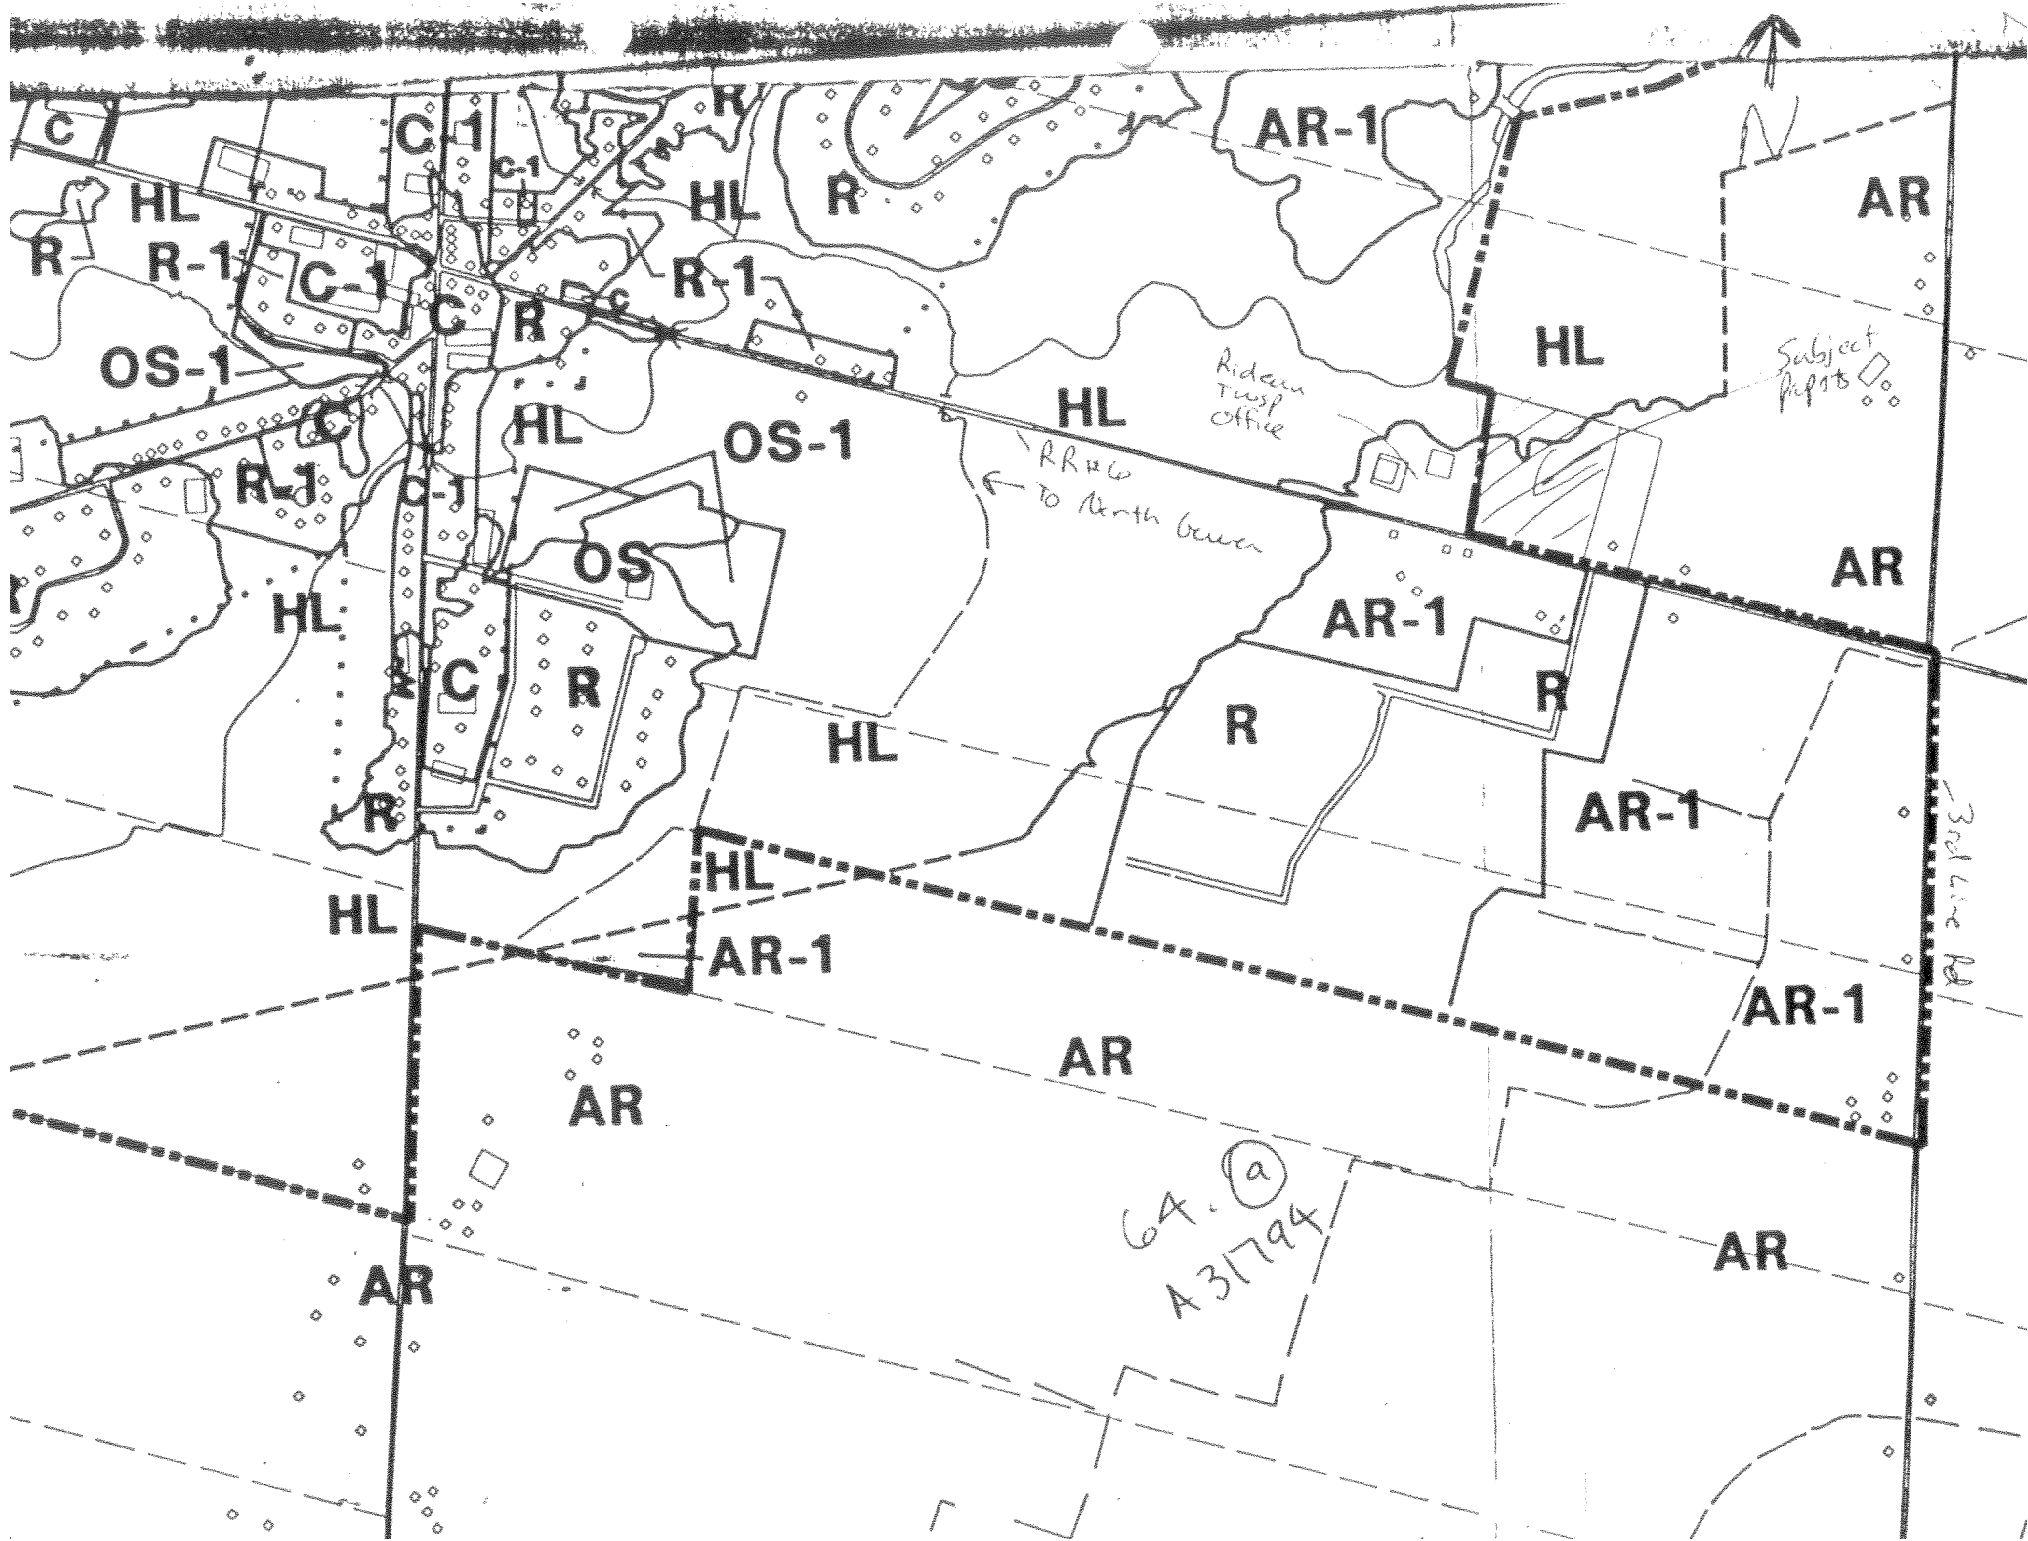 R
C
C-1
AR-1
C-1
N
AR
HL
HL
R
R
R-1
C-1
R-1
C
C
R
HL
Subject
OS-1
Rideau
Twsp
Office
HL
C
HL
OS-1
RR#6
To North Gower
R-1
C-1
OS
AR
HL
AR-1
R
C
R
R
R
HL
R
AR-1
3rd Line Rd
HL
HL
AR-1
AR-1
AR
AR
64. a
A31794
AR
AR